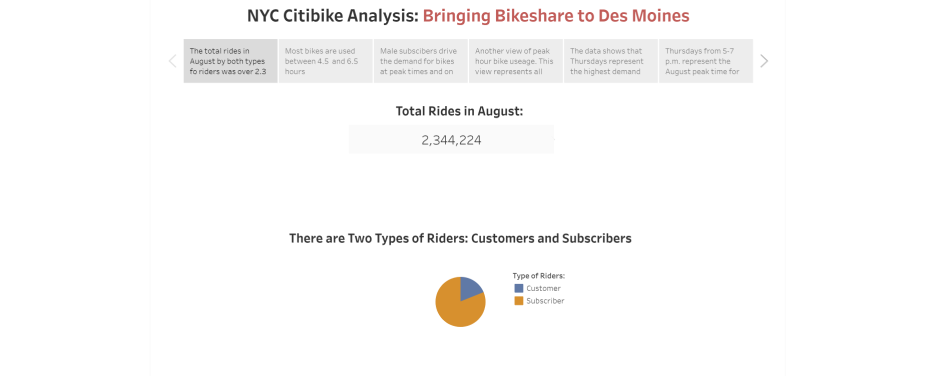 NYC Citibike Analysis: Bringing Bikeshare to Des Moines
The total rides in
August by both types
fo riders was over 2.3
Most bikes are used
between 4.5 and 6.5
hours
Male subscibers drive
the demand for bikes
at peak times and on
Another view of peak
hour bike useage. This
view represents all
The data shows that
Thursdays represent
the highest demand
Thursdays from 5-7
p.m. represent the
August peak time for
Total Rides in August:
2,344,224
There are Two Types of Riders: Customers and Subscribers
Type of Riders:
Customer
Subscriber